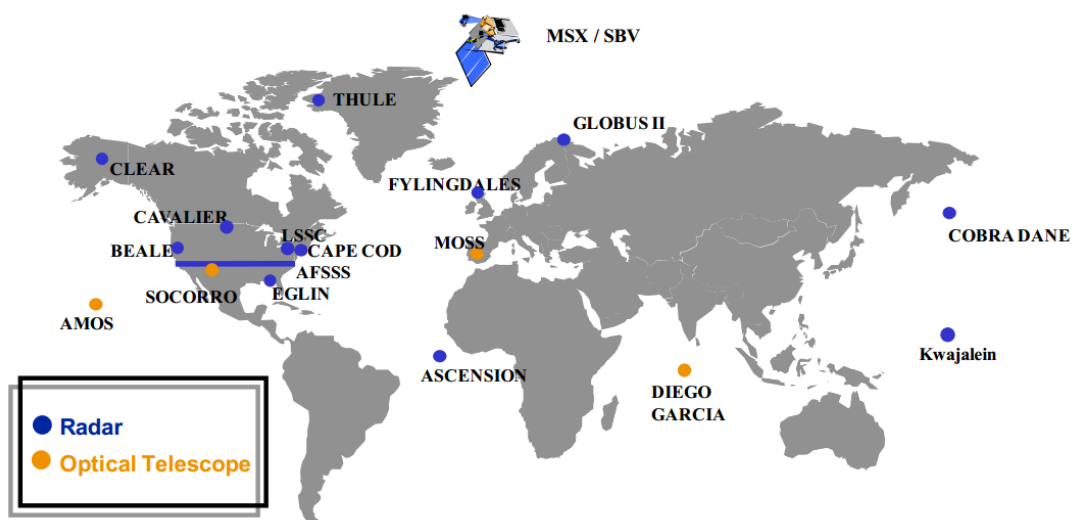 MSX / SBV
THULE
GLOBUS II
CLEAR
FYLINGDALES
CAVALIER
LSSC
MOSS
COBRA DANE
BEALE
CAPE COD
AFSSS
SOCORRO
EGLIN
AMOS
Kwajalein
ASCENSION
DIEGO
GARCIA
Radar
Optical Telescope